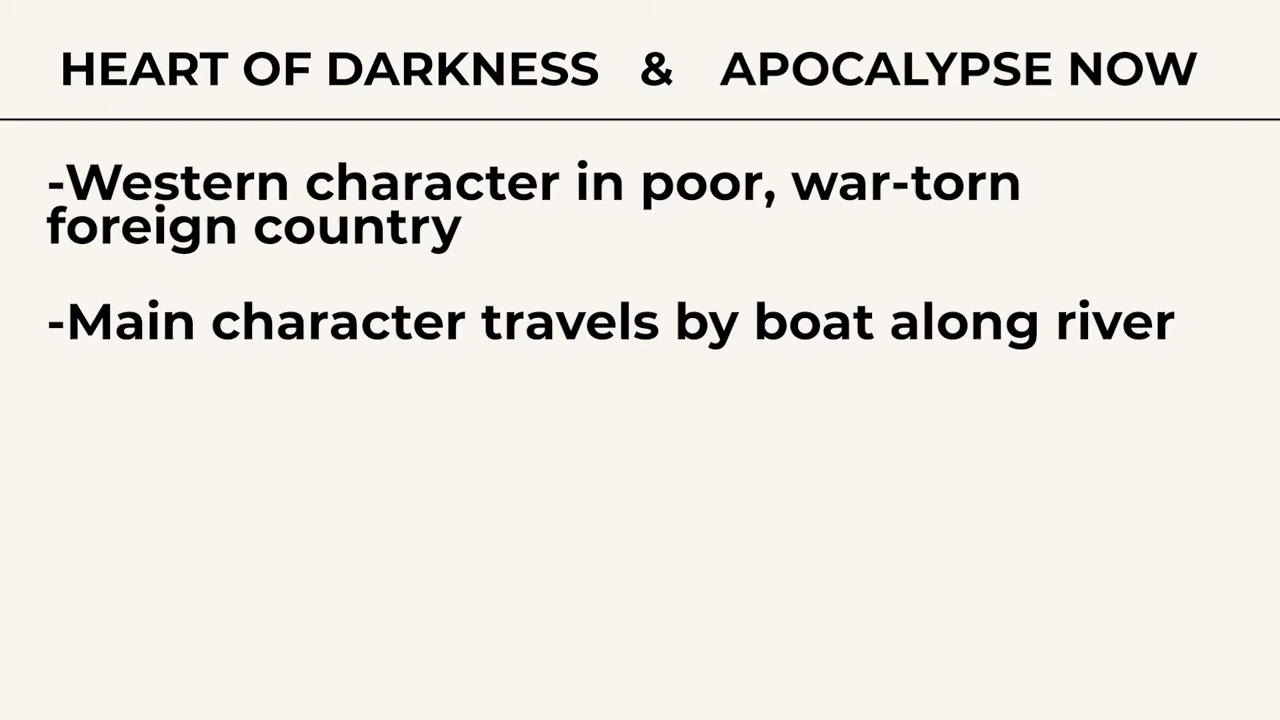 HEART OF DARKNESS & APOCALYPSE NOW
-Western character in poor, war-torn
foreign country
-Main character travels by boat along river